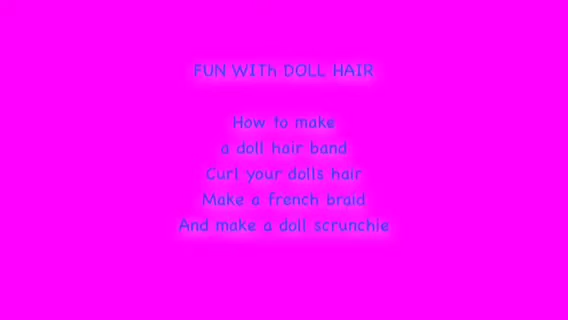 FUN WITh DOLL HAIR
How to make
a doll hair band
Curl your dolls hair
Make a french braid
And make a doll scrunchie